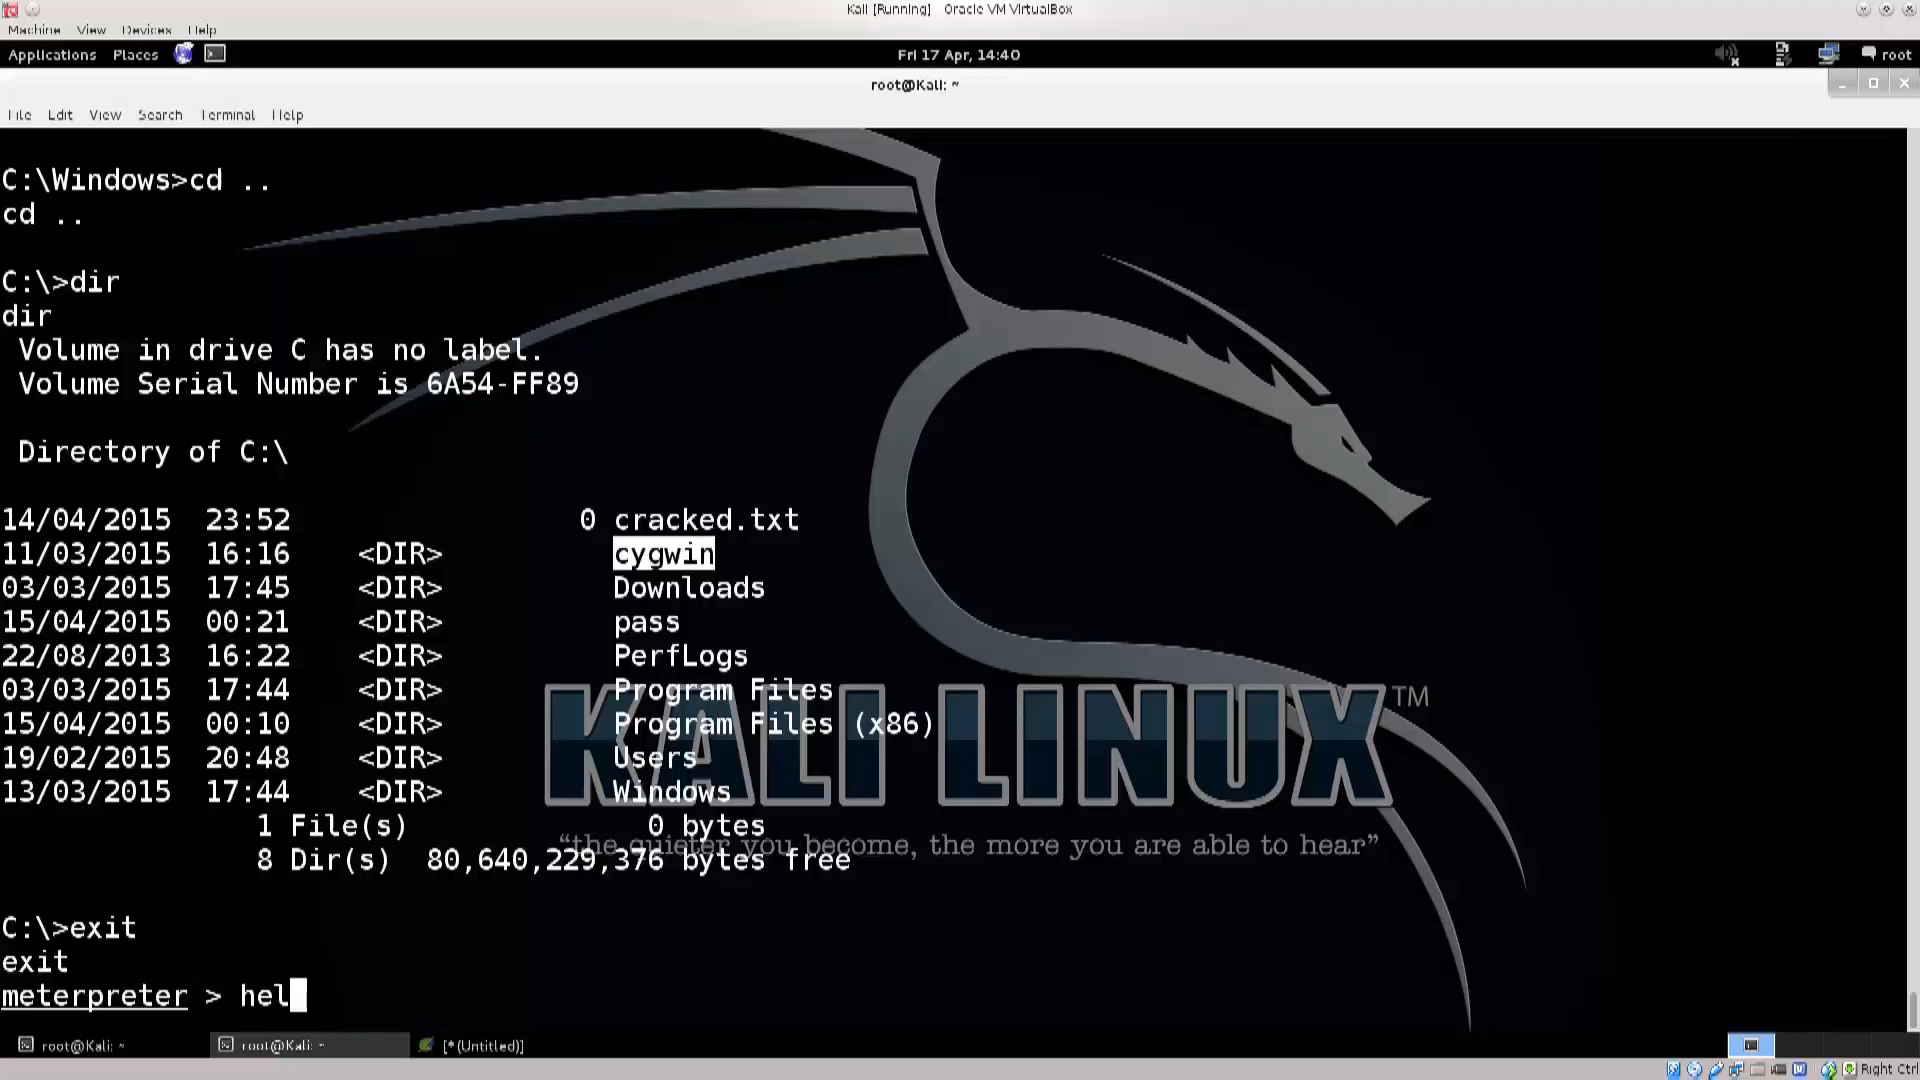 Kali [Running] - Oracle VM VirtualBox
Machine View Devices Help
Applications Places Fri 17 Apr, 14:40 root
root@Kali: ~
File Edit View Search Terminal Help
C:\Windows>cd ..
cd ..
C:\>dir
dir
Volume in drive C has no label.
Volume Serial Number is 6A54-FF89
Directory of C:\
14/04/2015 23:52 0 cracked.txt
11/03/2015 16:16 <DIR> cygwin
03/03/2015 17:45 <DIR> Downloads
15/04/2015 00:21 <DIR> pass
22/08/2013 16:22 <DIR> PerfLogs
03/03/2015 17:44 <DIR> Program Files
15/04/2015 00:10 <DIR> Program Files (x86)
19/02/2015 20:48 <DIR> Users
13/03/2015 17:44 <DIR> Windows
1 File(s) 0 bytes
8 Dir(s) 80,640,229,376 bytes free
KALI LINUX™
“the quieter you become, the more you are able to hear”
C:\>exit
exit
meterpreter > hel
root@Kali: ~ root@Kali: ~ [*(Untitled)]
Right Ctrl